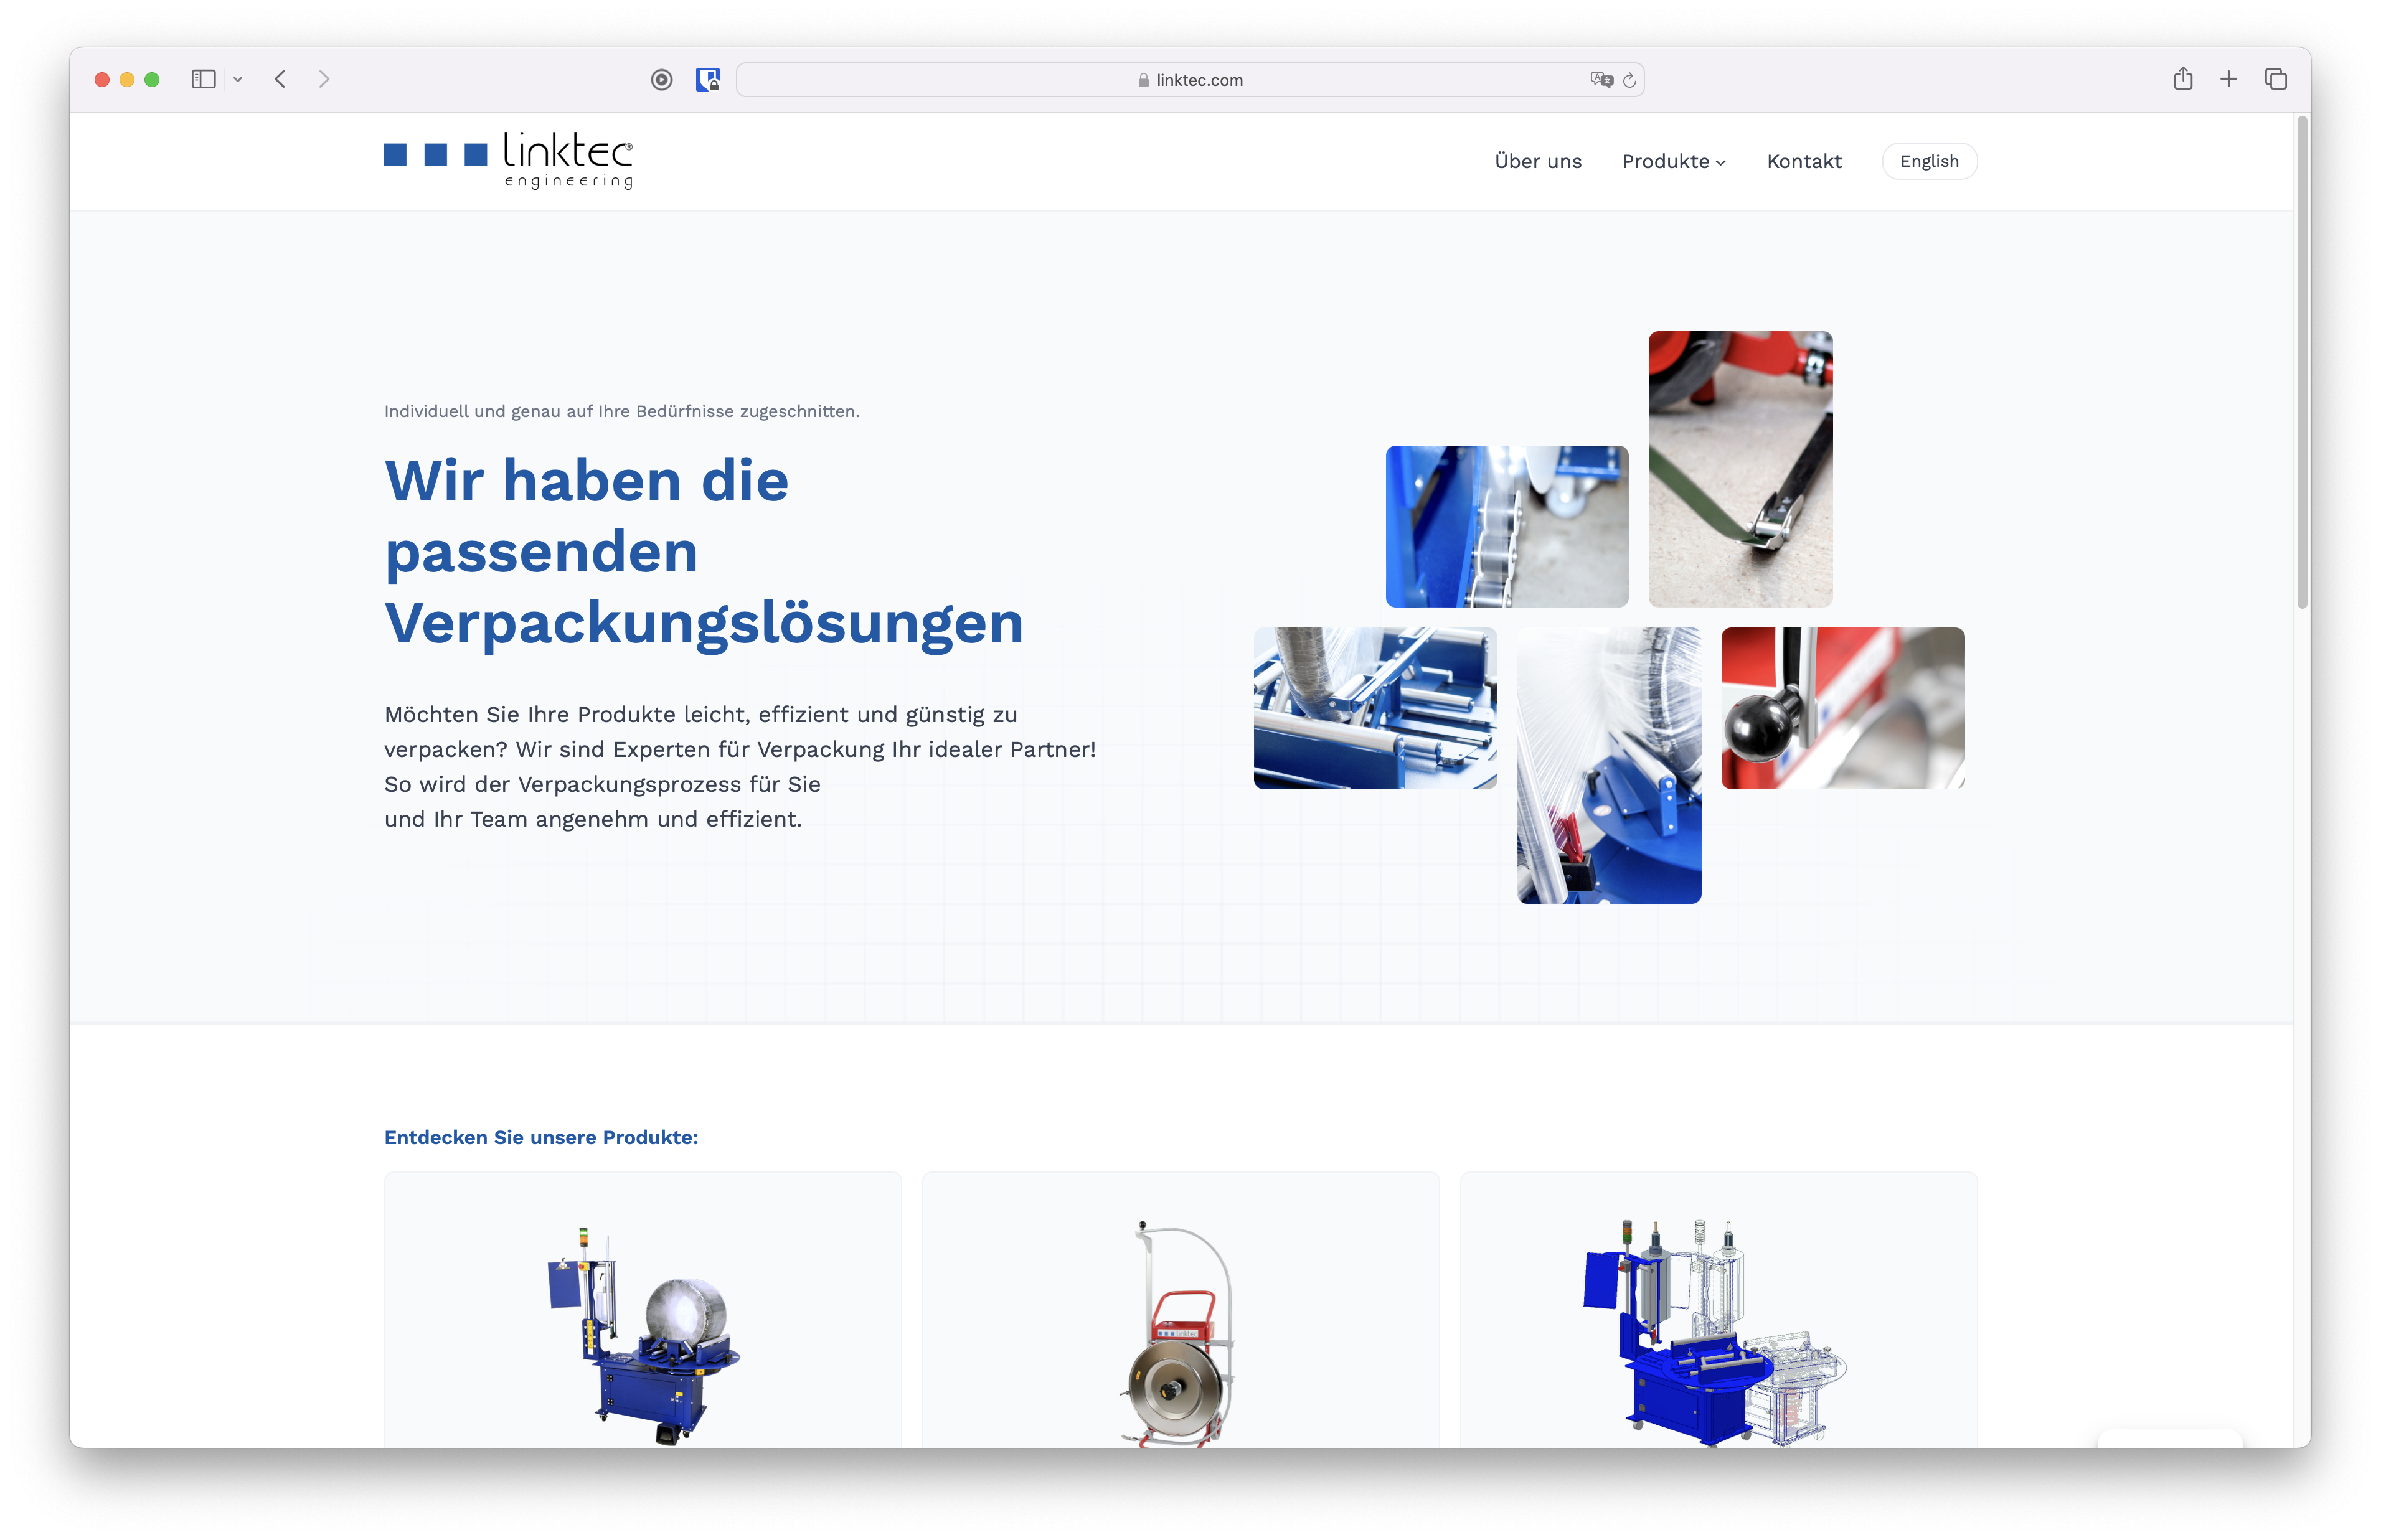 linktec.com
linktec®
engineering
Über uns
Produkte
Kontakt
English
Individuell und genau auf Ihre Bedürfnisse zugeschnitten.
Wir haben die
passenden
Verpackungslösungen
Möchten Sie Ihre Produkte leicht, effizient und günstig zu
verpacken? Wir sind Experten für Verpackung Ihr idealer Partner!
So wird der Verpackungsprozess für Sie
und Ihr Team angenehm und effizient.
Entdecken Sie unsere Produkte:
linktec